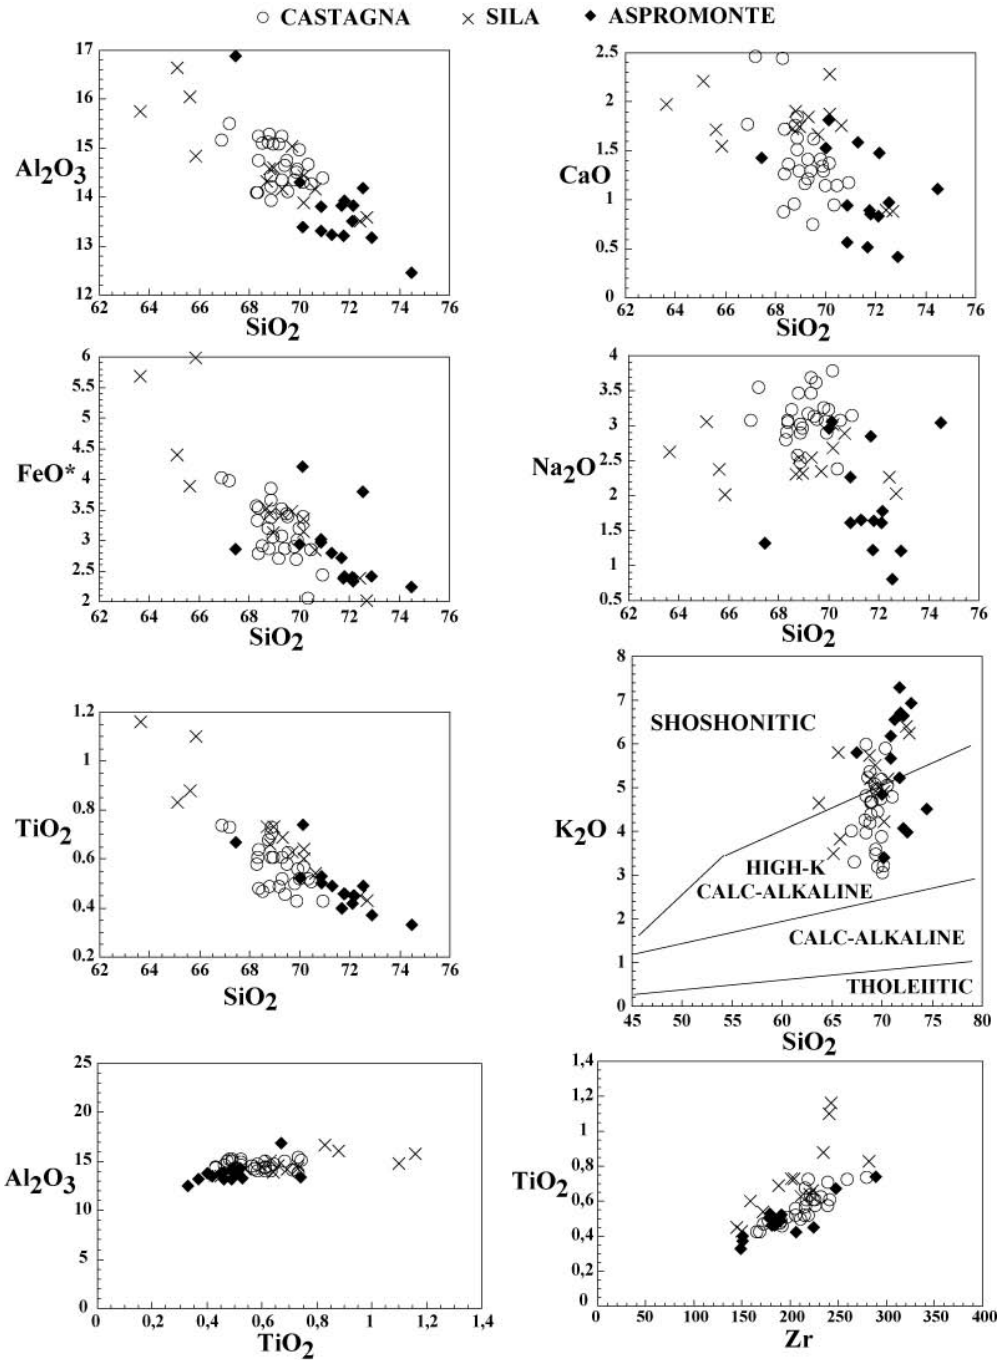 CASTAGNA SILA ASPROMONTE
17
16
15
14
13
12
Al2O3
62 64 66 68 70 72 74 76
SiO2
2.5
2
1.5
1
0.5
0
CaO
62 64 66 68 70 72 74 76
SiO2
6
5.5
5
4.5
4
3.5
3
2.5
2
FeO*
62 64 66 68 70 72 74 76
SiO2
4
3.5
3
2.5
2
1.5
1
0.5
Na2O
62 64 66 68 70 72 74 76
SiO2
1.2
1
0.8
0.6
0.4
0.2
TiO2
62 64 66 68 70 72 74 76
SiO2
8
7
6
5
4
3
2
1
0
K2O
SHOSHONITIC
HIGH-K
CALC-ALKALINE
CALC-ALKALINE
THOLEIITIC
45 50 55 60 65 70 75 80
SiO2
25
20
15
10
5
0
Al2O3
0 0,2 0,4 0,6 0,8 1 1,2 1,4
TiO2
1,4
1,2
1
0,8
0,6
0,4
0,2
0
TiO2
0 50 100 150 200 250 300 350 400
Zr